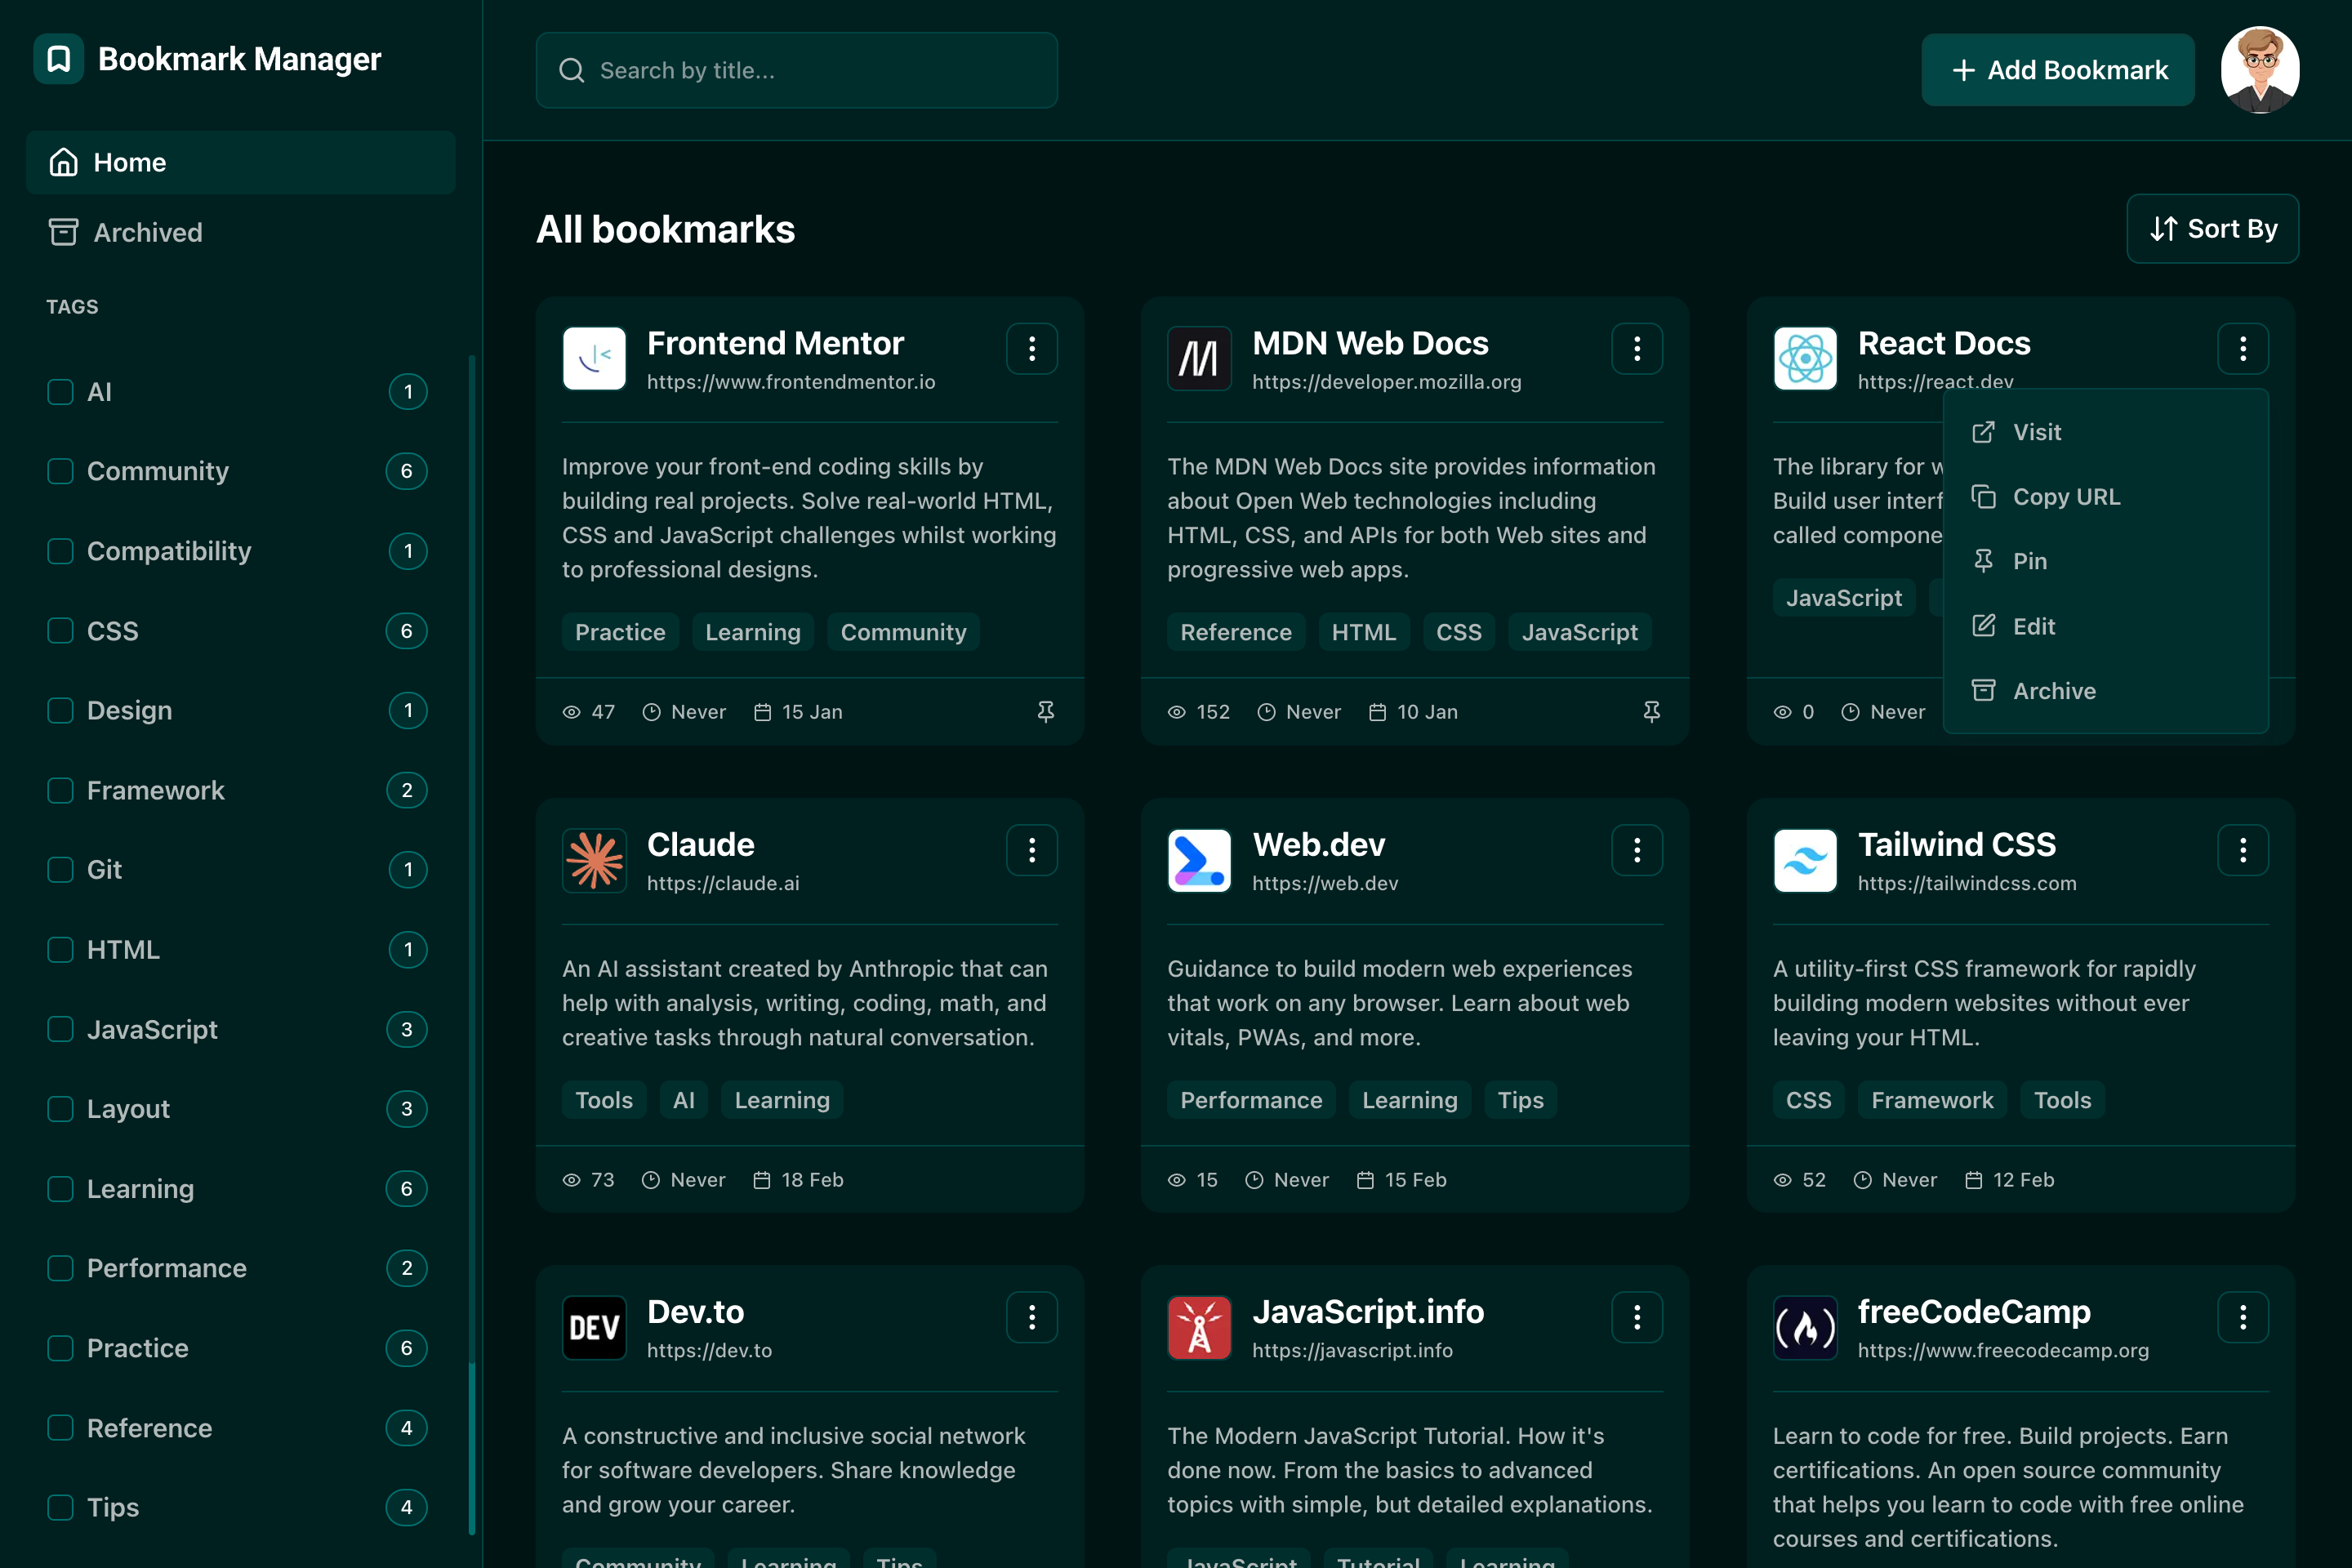 Bookmark Manager
Home
Archived
TAGS
AI 1
Community 6
Compatibility 1
CSS 6
Design 1
Framework 2
Git 1
HTML 1
JavaScript 3
Layout 3
Learning 6
Performance 2
Practice 6
Reference 4
Tips 4
Search by title...
Add Bookmark
All bookmarks
Sort By
Frontend Mentor
https://www.frontendmentor.io
Improve your front-end coding skills by
building real projects. Solve real-world HTML,
CSS and JavaScript challenges whilst working
to professional designs.
Practice Learning Community
47 Never 15 Jan
MDN Web Docs
https://developer.mozilla.org
The MDN Web Docs site provides information
about Open Web technologies including
HTML, CSS, and APIs for both Web sites and
progressive web apps.
Reference HTML CSS JavaScript
152 Never 10 Jan
React Docs
https://react.dev
The library for
Build user
called
JavaScript
0 Never
Visit
Copy URL
Pin
Edit
Archive
Claude
https://claude.ai
An AI assistant created by Anthropic that can
help with analysis, writing, coding, math, and
creative tasks through natural conversation.
Tools AI Learning
73 Never 18 Feb
Web.dev
https://web.dev
Guidance to build modern web experiences
that work on any browser. Learn about web
vitals, PWAs, and more.
Performance Learning Tips
15 Never 15 Feb
Tailwind CSS
https://tailwindcss.com
A utility-first CSS framework for rapidly
building modern websites without ever
leaving your HTML.
CSS Framework Tools
52 Never 12 Feb
DEV
Dev.to
https://dev.to
A constructive and inclusive social network
for software developers. Share knowledge
and grow your career.
Community Learning Tips
JavaScript.info
https://javascript.info
The Modern JavaScript Tutorial. How it's
done now. From the basics to advanced
topics with simple, but detailed explanations.
JavaScript Tutorial Learning
freeCodeCamp
https://www.freecodecamp.org
Learn to code for free. Build projects. Earn
certifications. An open source community
that helps you learn to code with free online
courses and certifications.